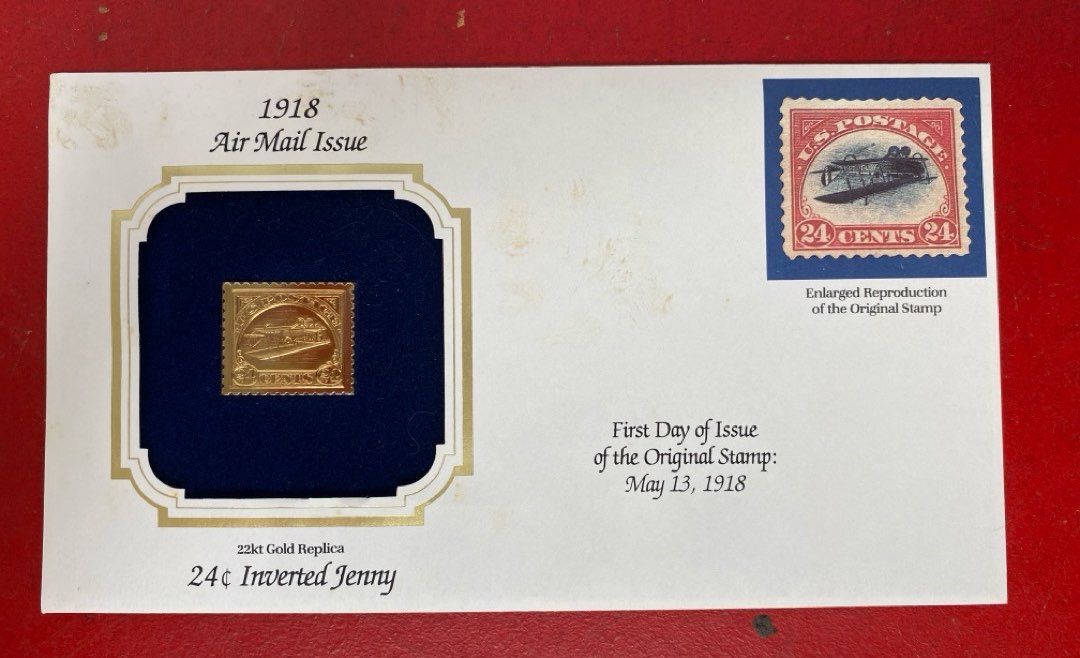 1918
Air Mail Issue
U.S. POSTAGE
24 CENTS 24
Enlarged Reproduction
of the Original Stamp
CENTS
First Day of Issue
of the Original Stamp:
May 13, 1918
22kt Gold Replica
24¢ Inverted Jenny